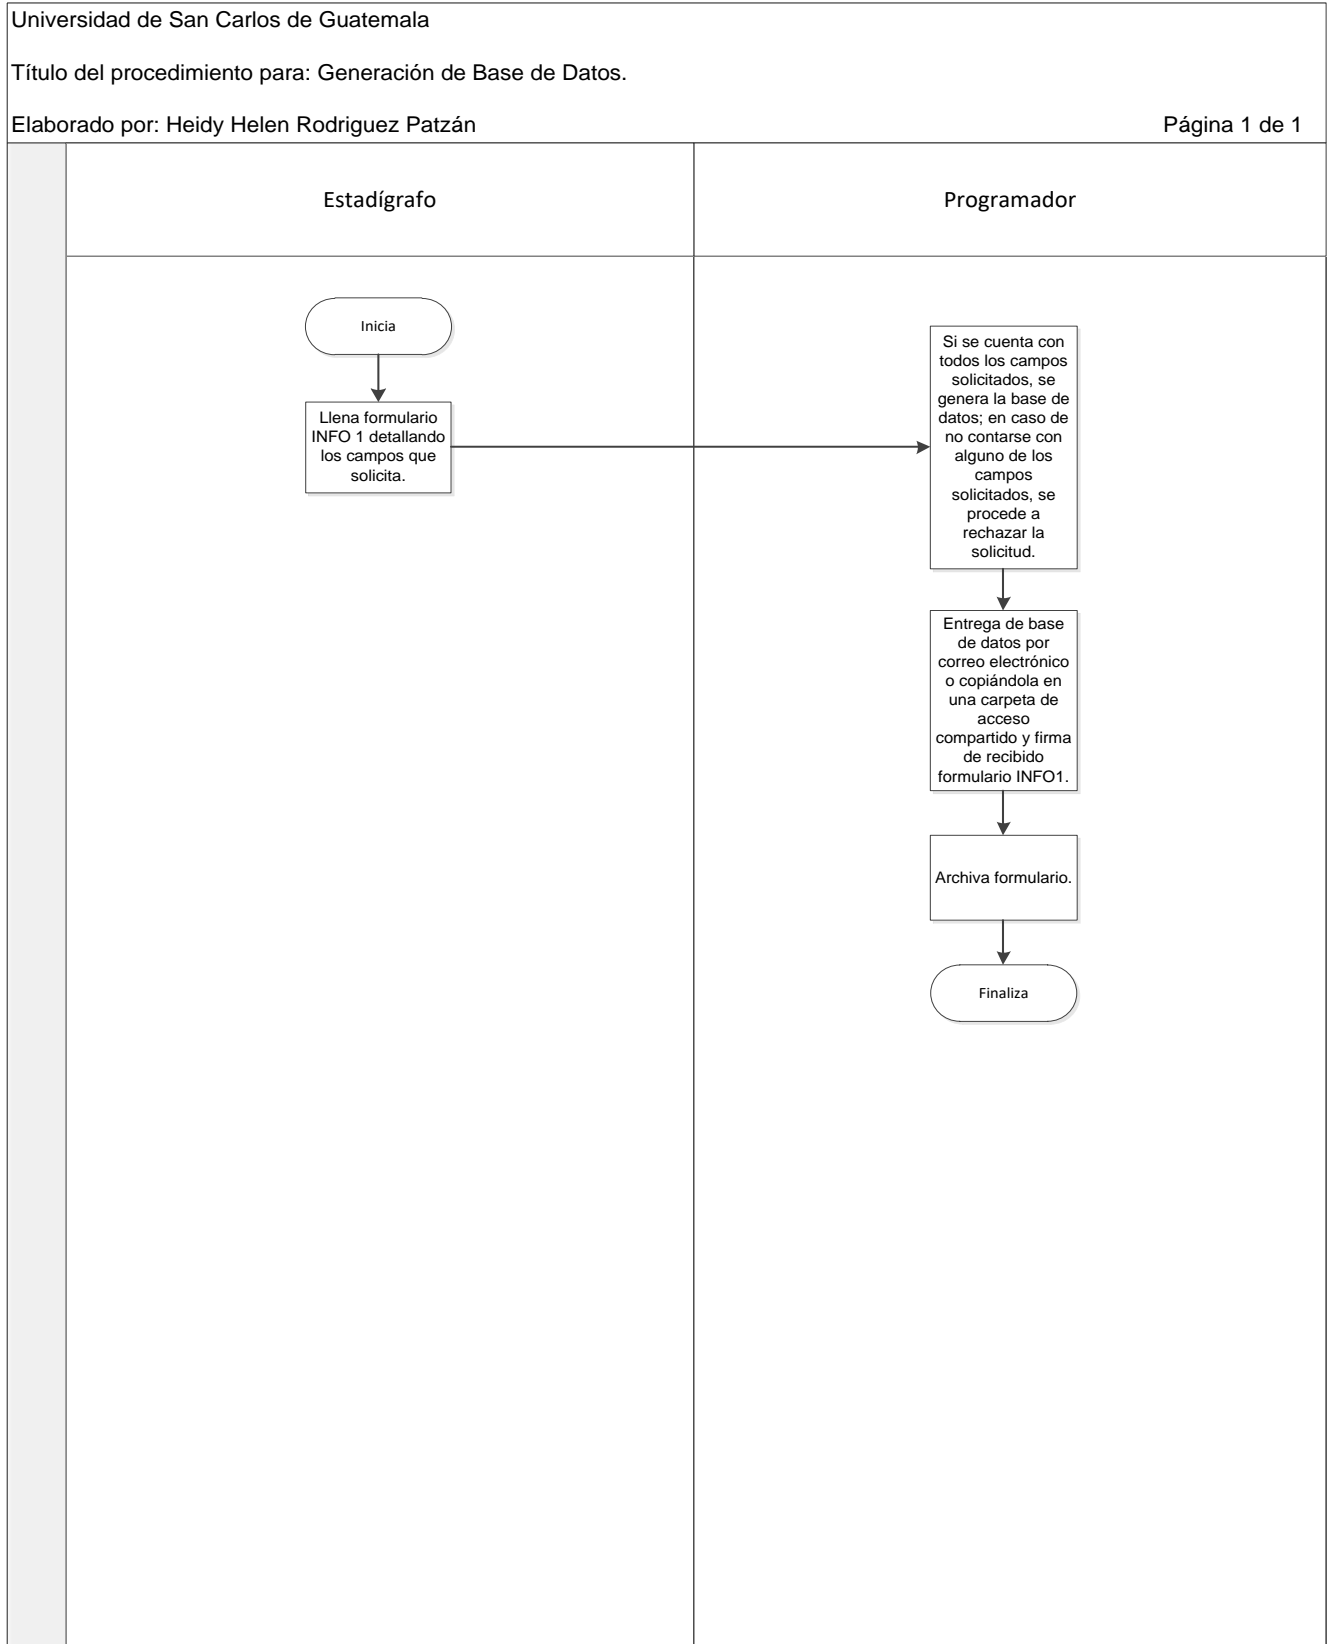 Universidad de San Carlos de Guatemala
Título del procedimiento para: Generación de Base de Datos.
Elaborado por: Heidy Helen Rodriguez Patzán
Página 1 de 1
Estadígrafo
Programador
Inicia
Llena formulario
INFO 1 detallando
los campos que
solicita.
Si se cuenta con
todos los campos
solicitados, se
genera la base de
datos; en caso de
no contarse con
alguno de los
campos
solicitados, se
procede a
rechazar la
solicitud.
Entrega de base
de datos por
correo electrónico
o copiándola en
una carpeta de
acceso
compartido y firma
de recibido
formulario INFO1.
Archiva formulario.
Finaliza